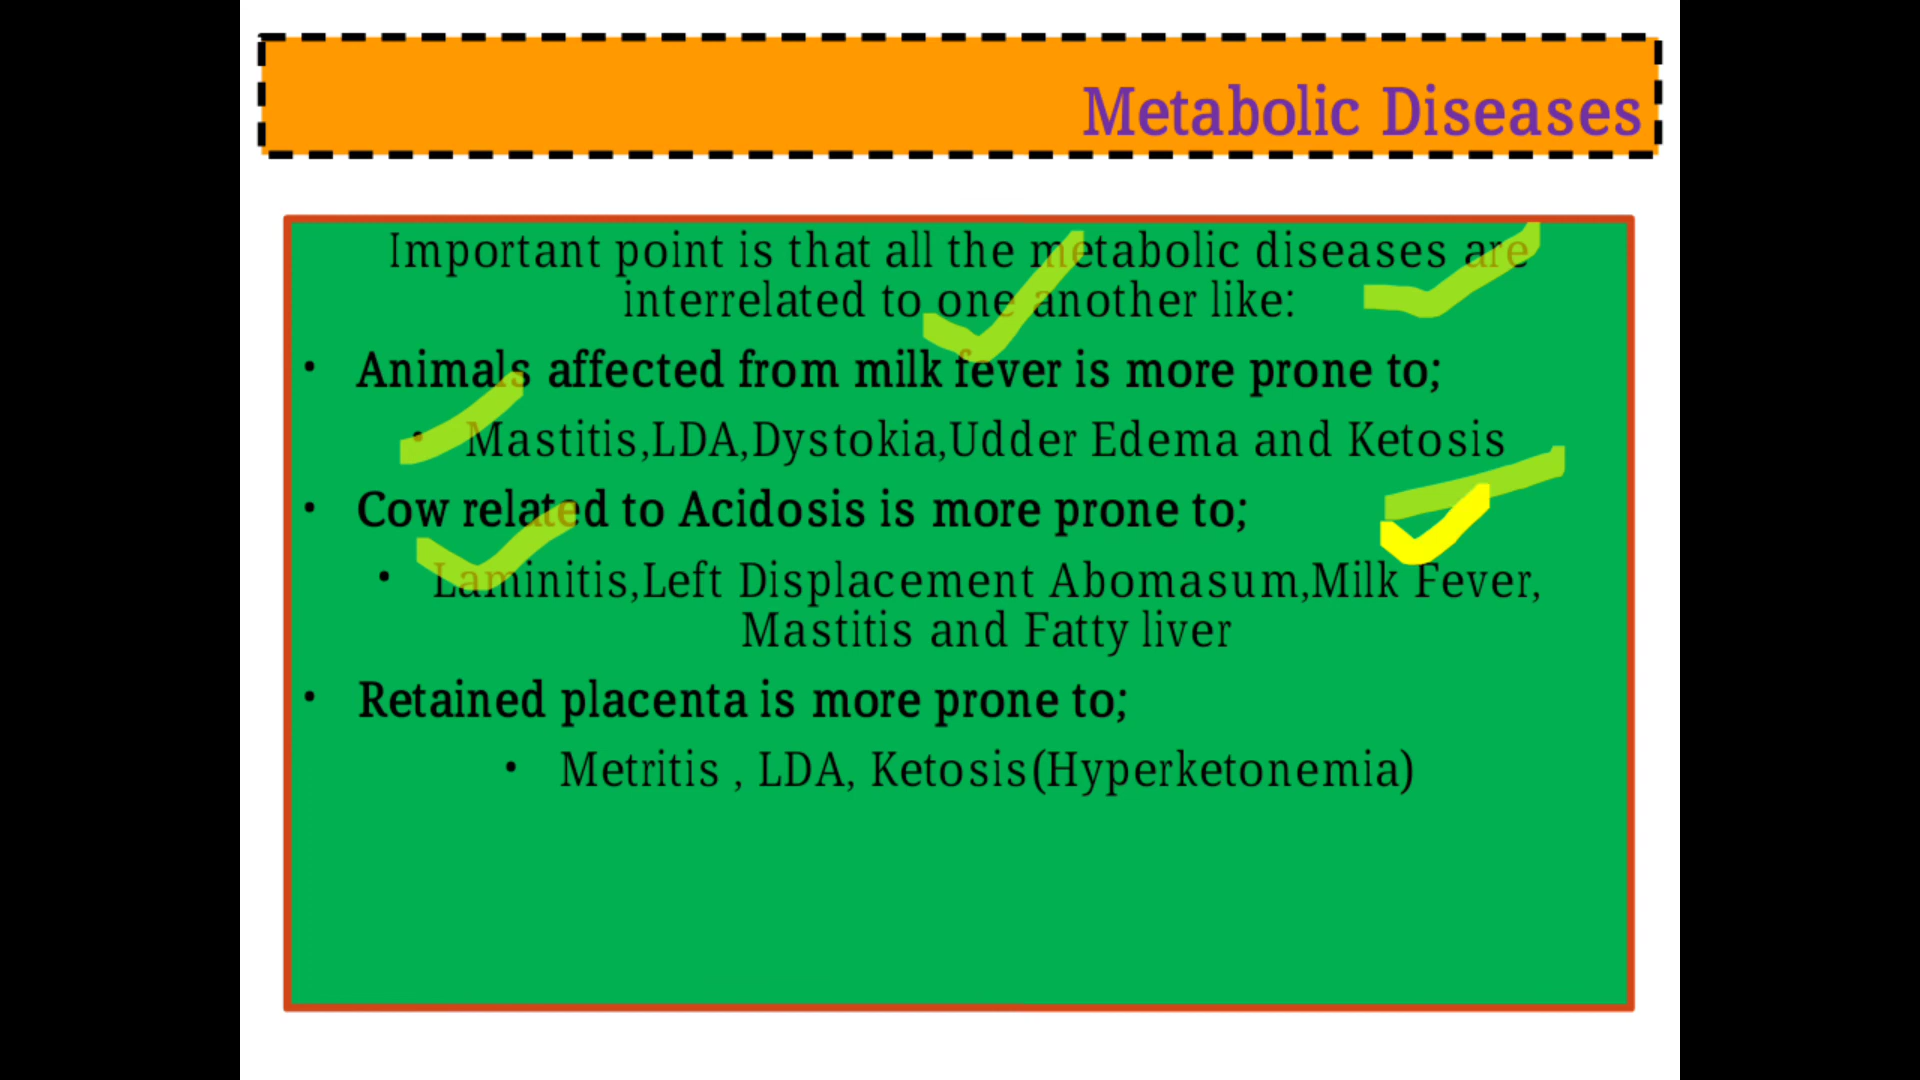 Metabolic Diseases
Important point is that all the metabolic diseases are
interrelated to one another like:
• Animals affected from milk fever is more prone to;
• Mastitis,LDA,Dystokia,Udder Edema and Ketosis
• Cow related to Acidosis is more prone to;
• Laminitis,Left Displacement Abomasum,Milk Fever,
Mastitis and Fatty liver
• Retained placenta is more prone to;
• Metritis , LDA, Ketosis(Hyperketonemia)